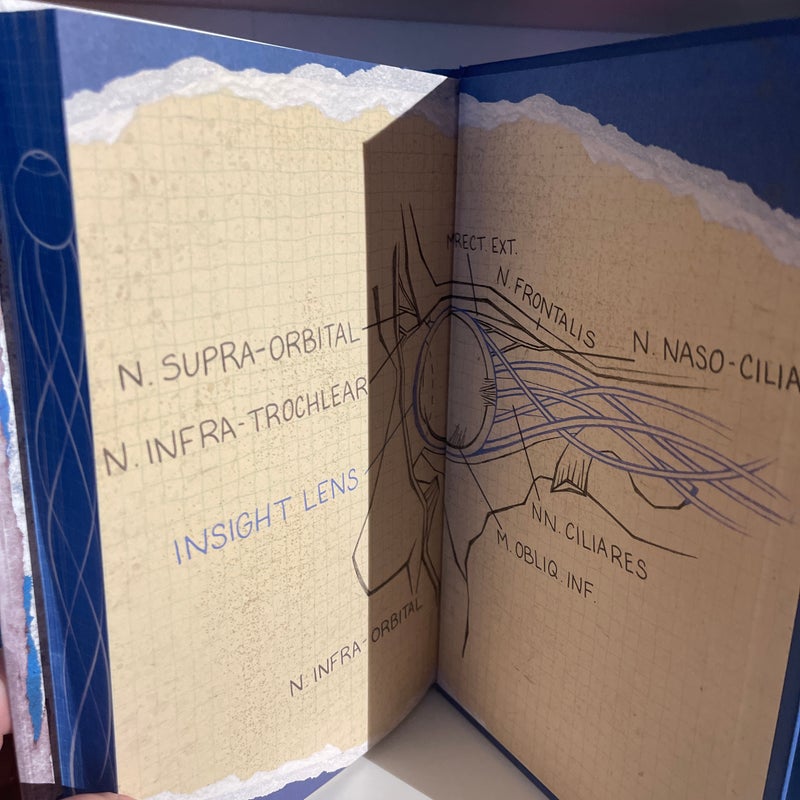 N. SUPRA-ORBITAL
N. INFRA-TROCHLEAR
INSIGHT LENS
N. INFRA-ORBITAL
M.RECT. EXT.
N. FRONTALIS
N. NASO-CILIA
NN. CILIARES
M. OBLIQ. INF.